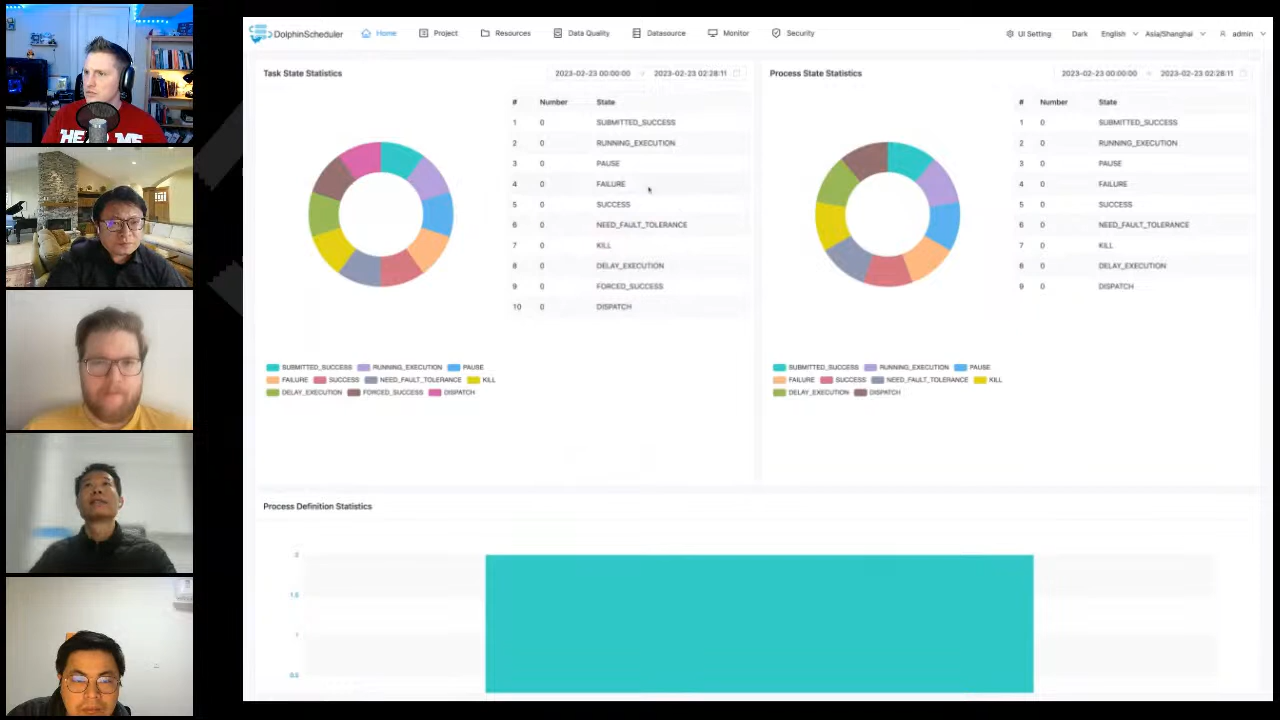 DolphinScheduler Home Project Resources Data Quality Datasource Monitor Security UI Setting Dark English Asia/Shanghai admin
Task State Statistics 2023-02-23 00:00:00 2023-02-23 02:28:11
# Number State
1 0 SUBMITTED_SUCCESS
2 0 RUNNING_EXECUTION
3 0 PAUSE
4 0 FAILURE
5 0 SUCCESS
6 0 NEED_FAULT_TOLERANCE
7 0 KILL
8 0 DELAY_EXECUTION
9 0 FORCED_SUCCESS
10 0 DISPATCH
SUBMITTED_SUCCESS RUNNING_EXECUTION PAUSE
FAILURE SUCCESS NEED_FAULT_TOLERANCE KILL
DELAY_EXECUTION FORCED_SUCCESS DISPATCH
Process State Statistics 2023-02-23 00:00:00 2023-02-23 02:28:11
# Number State
1 0 SUBMITTED_SUCCESS
2 0 RUNNING_EXECUTION
3 0 PAUSE
4 0 FAILURE
5 0 SUCCESS
6 0 NEED_FAULT_TOLERANCE
7 0 KILL
8 0 DELAY_EXECUTION
9 0 DISPATCH
SUBMITTED_SUCCESS RUNNING_EXECUTION PAUSE
FAILURE SUCCESS NEED_FAULT_TOLERANCE KILL
DELAY_EXECUTION DISPATCH
Process Definition Statistics
2
1.5
1
0.5